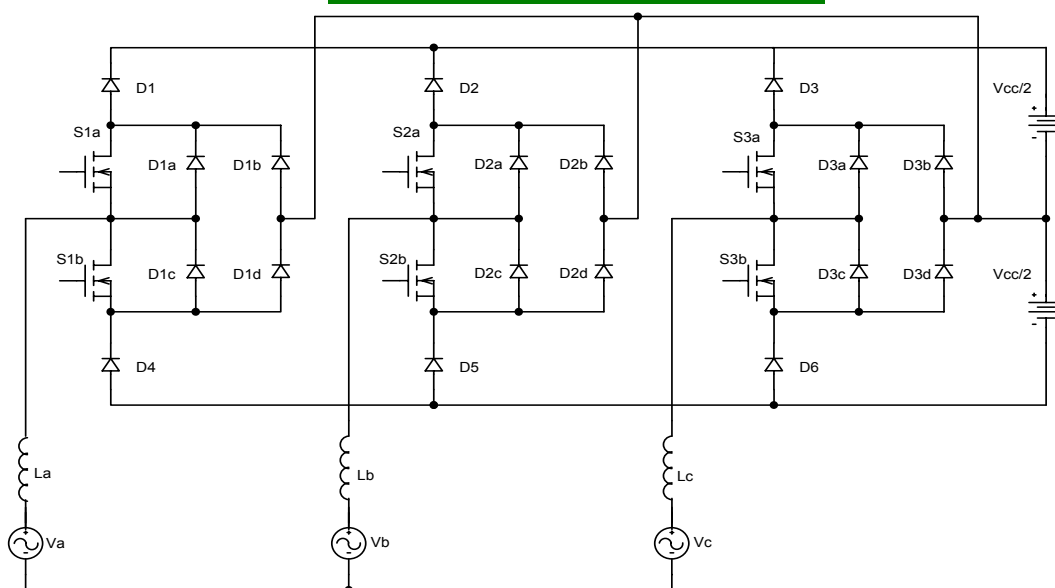 D1 D2 D3 Vcc/2
+
-
S1a S2a S3a
D1a D1b D2a D2b D3a D3b
S1b S2b S3b
D1c D1d D2c D2d D3c D3d
Vcc/2
+
-
D4 D5 D6
La Lb Lc
+ + +
Va Vb Vc
- - -